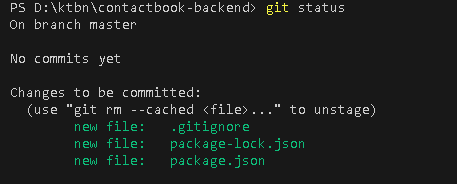 PS D:\ktbn\contactbook-backend> git status
On branch master

No commits yet

Changes to be committed:
  (use "git rm --cached <file>..." to unstage)
        new file:   .gitignore
        new file:   package-lock.json
        new file:   package.json